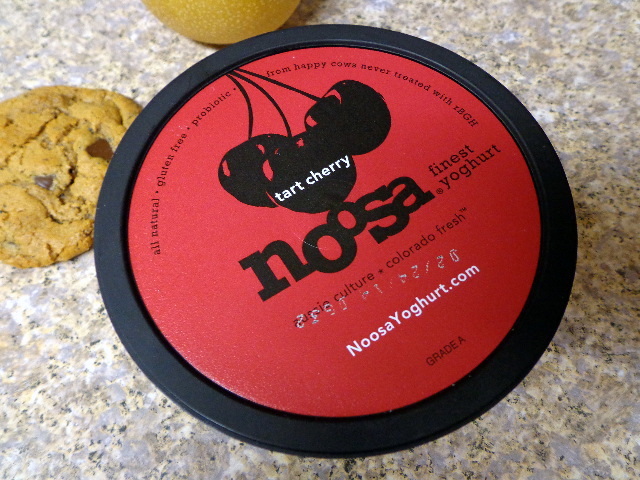 all natural • gluten free • probiotic • from happy cows never treated with rBGH
tart cherry
noosa® finest
yoghurt
culture • colorado fresh™
NoosaYoghurt.com
GRADE A